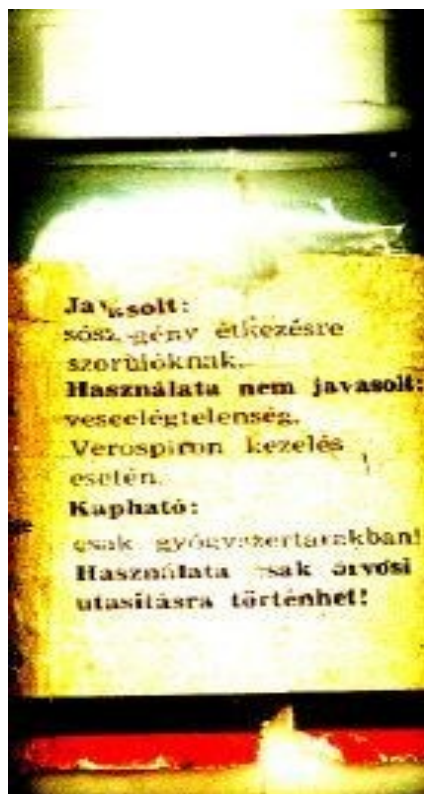 Javasolt:
sószegény étkezésre
szorulóknak.
Használata nem javasolt:
veseelégtelenség,
Verospiron kezelés
esetén.
Kapható:
csak gyógyszertárakban!
Használata csak orvosi
utasításra történhet!